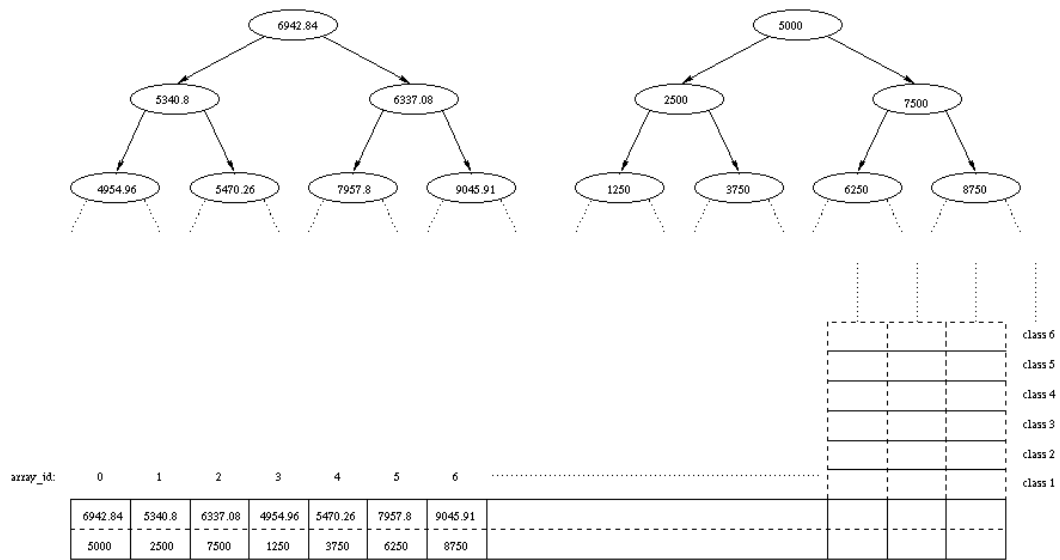 6942.84 5000
5340.8 6337.08 2500 7500
4954.96 5470.26 7957.8 9045.91 1250 3750 6250 8750
class 6
class 5
class 4
class 3
class 2
array_id: 0 1 2 3 4 5 6 class 1
6942.84 5340.8 6337.08 4954.96 5470.26 7957.8 9045.91
5000 2500 7500 1250 3750 6250 8750